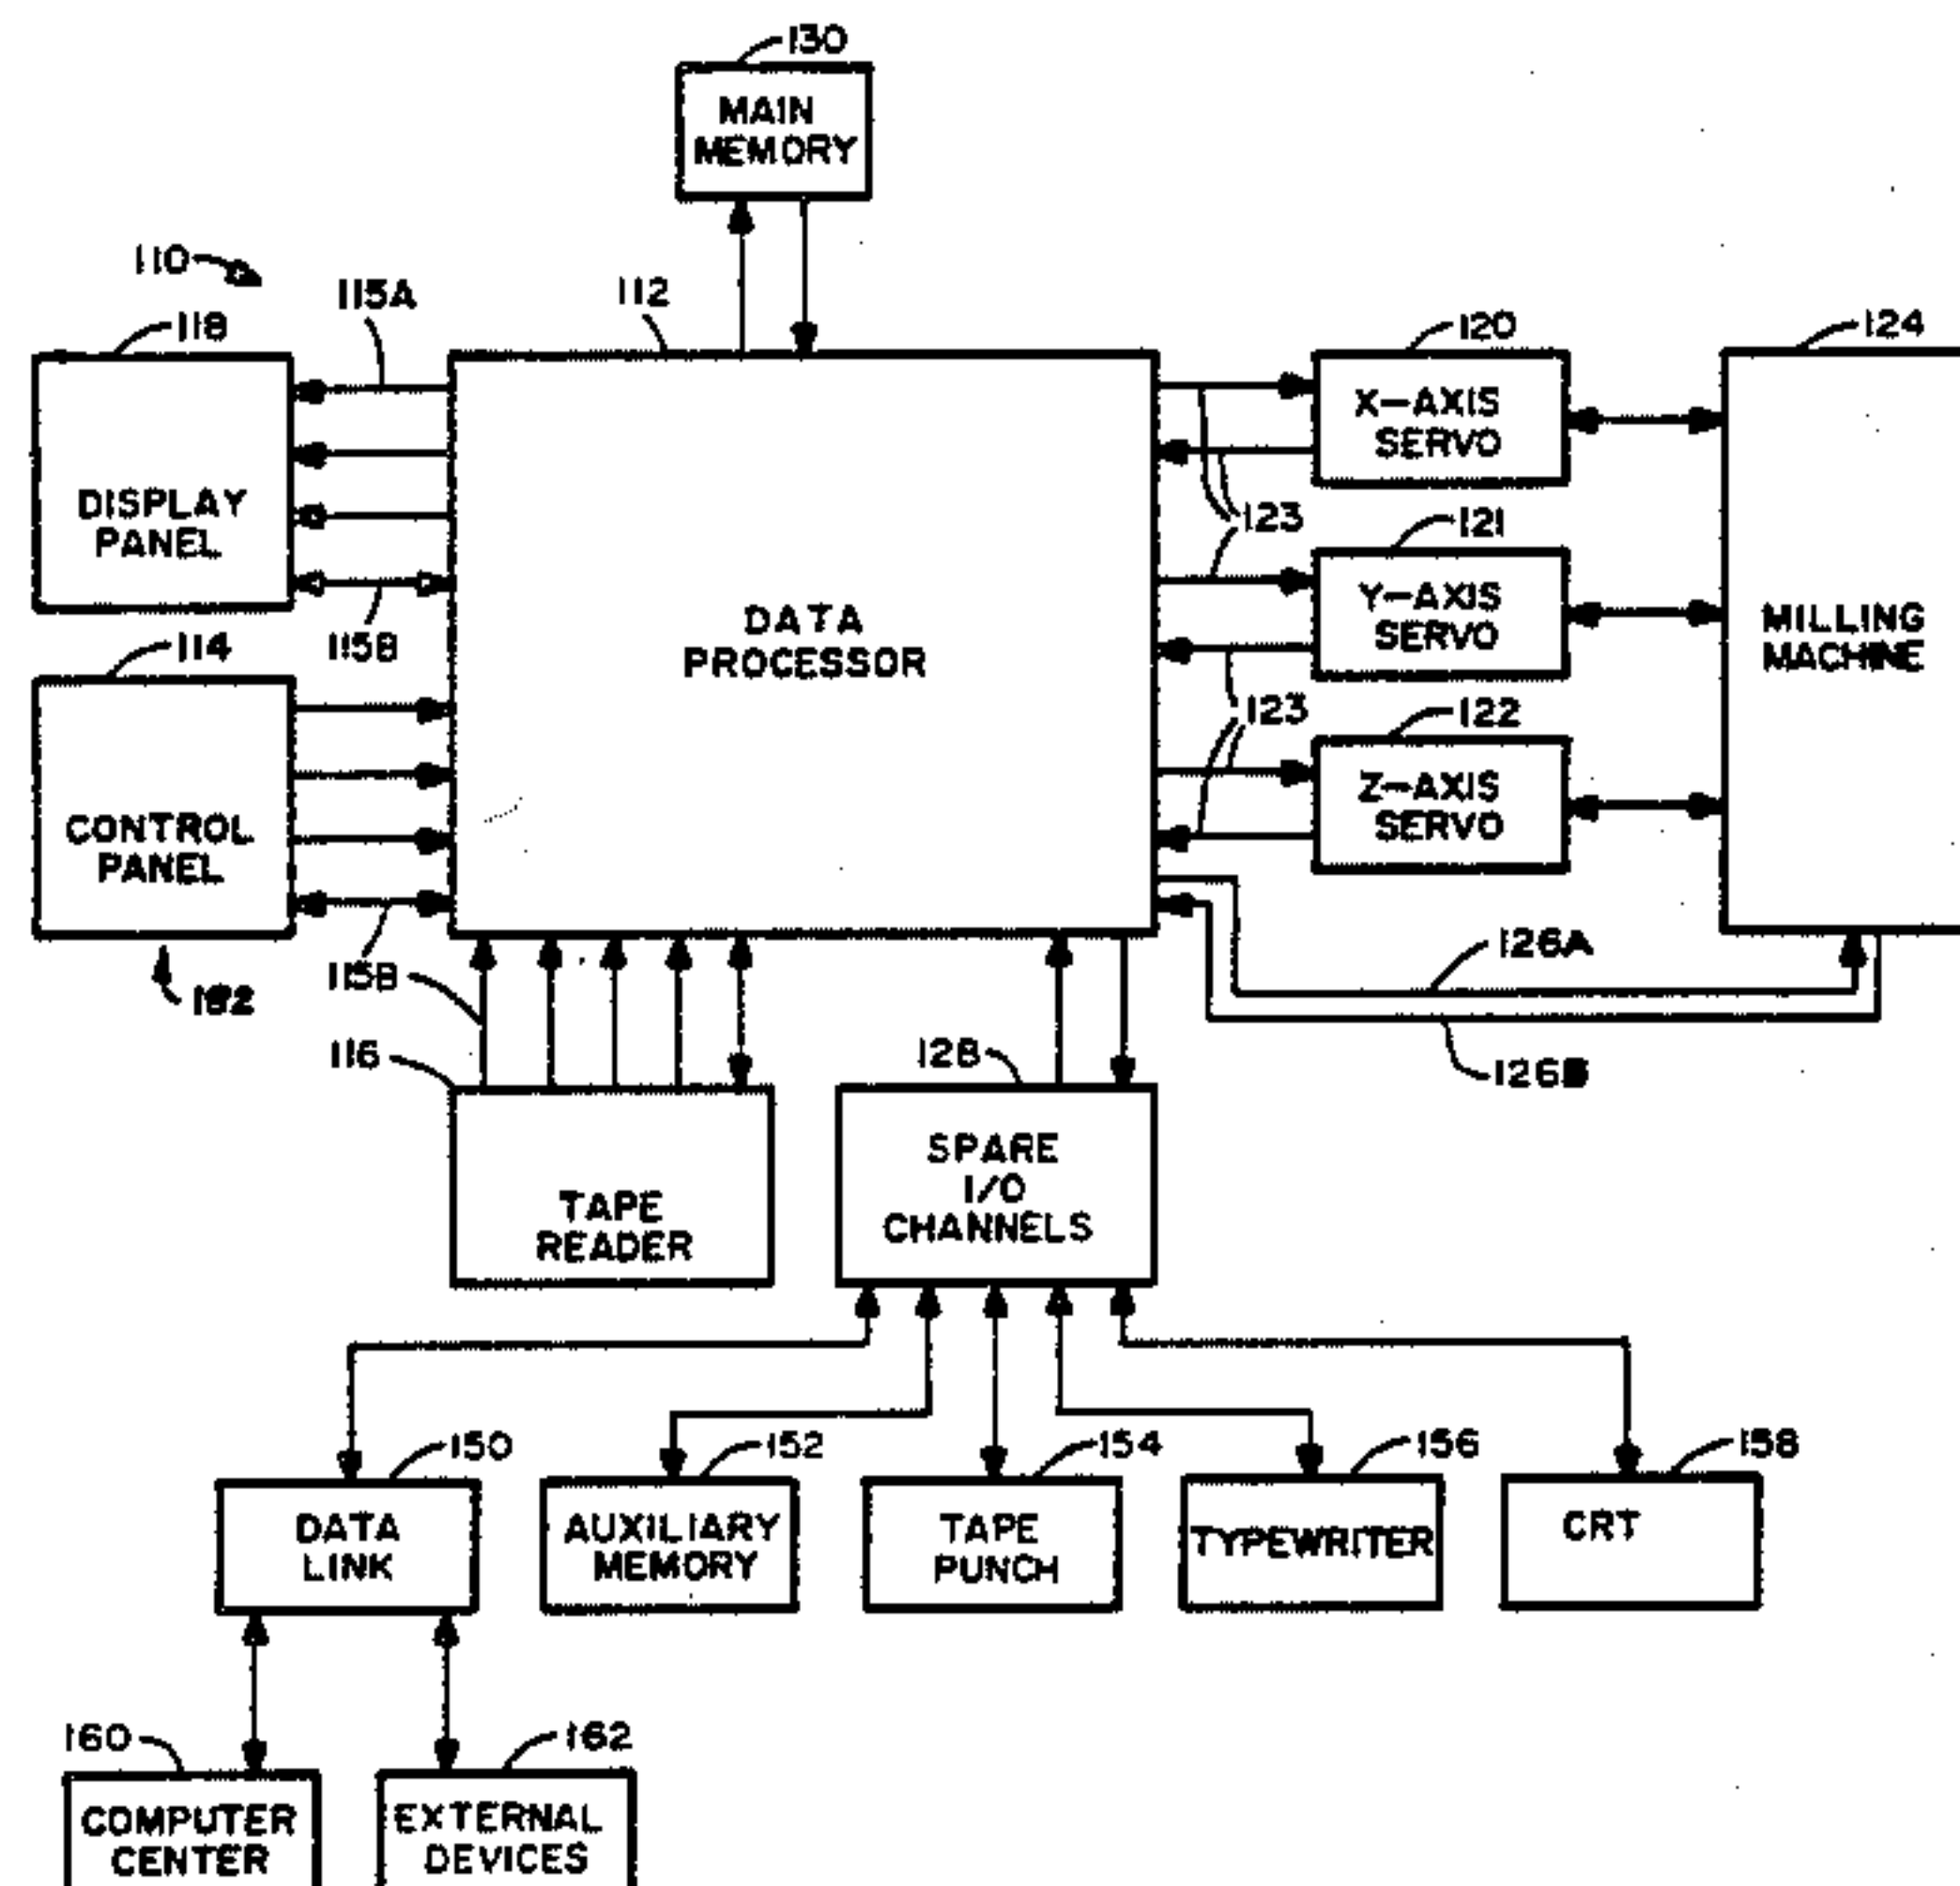 130
MAIN
MEMORY
110
115A
112
118
120
124
DISPLAY
PANEL
X-AXIS
SERVO
123
121
Y-AXIS
SERVO
DATA
PROCESSOR
MILLING
MACHINE
115B
114
123
122
Z-AXIS
SERVO
CONTROL
PANEL
126A
115B
116
128
126B
SPARE
I/O
CHANNELS
TAPE
READER
150
152
154
156
158
DATA
LINK
AUXILIARY
MEMORY
TAPE
PUNCH
TYPEWRITER
CRT
160
162
COMPUTER
CENTER
EXTERNAL
DEVICES